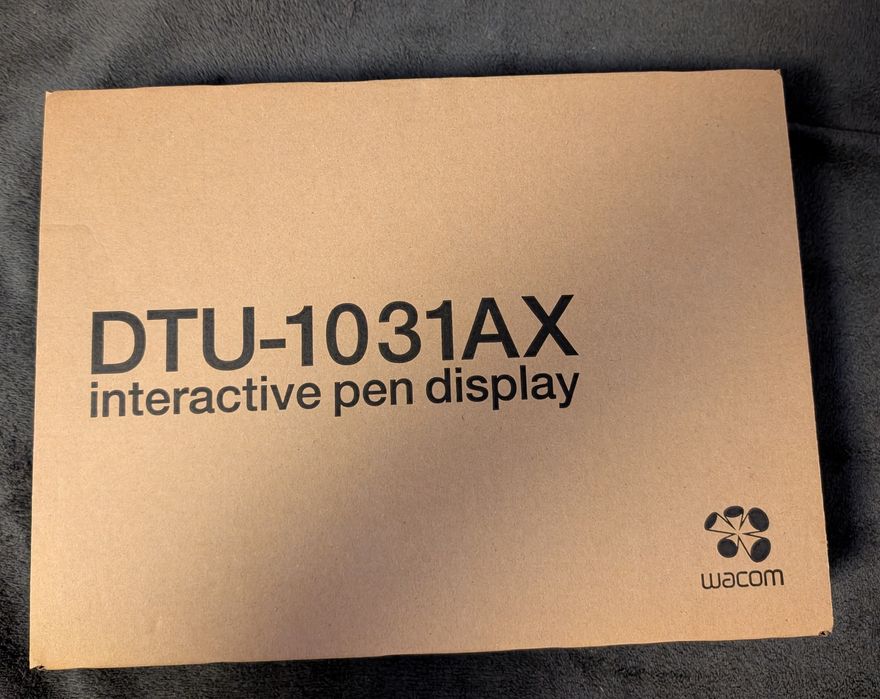 DTU-1031AX
interactive pen display
wacom